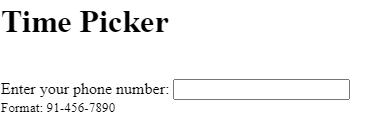 Time Picker
Enter your phone number:
Format: 91-456-7890